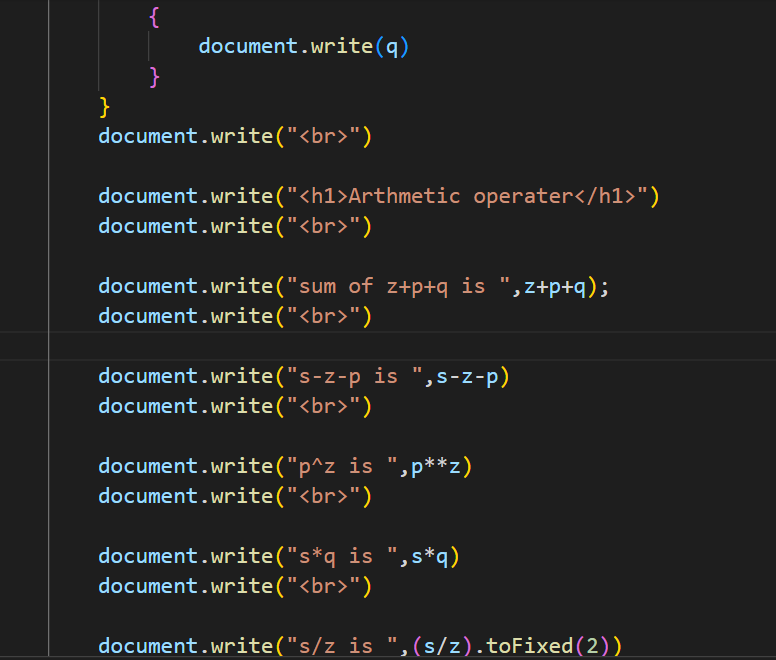 {
document.write(q)
}
}
document.write("<br>")
document.write("<h1>Arthmetic operater</h1>")
document.write("<br>")
document.write("sum of z+p+q is ",z+p+q);
document.write("<br>")
document.write("s-z-p is ",s-z-p)
document.write("<br>")
document.write("p^z is ",p**z)
document.write("<br>")
document.write("s*q is ",s*q)
document.write("<br>")
document.write("s/z is ",(s/z).toFixed(2))